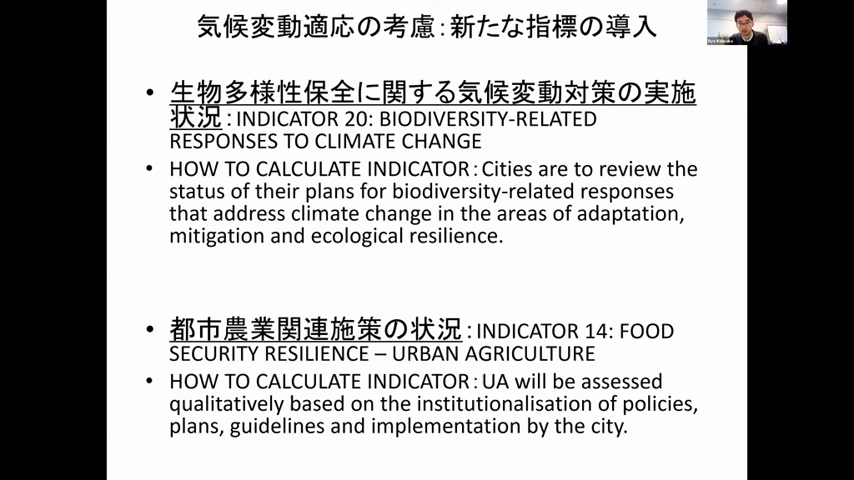 気候変動適応の考慮：新たな指標の導入
• 生物多様性保全に関する気候変動対策の実施
状況：INDICATOR 20: BIODIVERSITY-RELATED
RESPONSES TO CLIMATE CHANGE
• HOW TO CALCULATE INDICATOR：Cities are to review the
status of their plans for biodiversity-related responses
that address climate change in the areas of adaptation,
mitigation and ecological resilience.
• 都市農業関連施策の状況：INDICATOR 14: FOOD
SECURITY RESILIENCE – URBAN AGRICULTURE
• HOW TO CALCULATE INDICATOR：UA will be assessed
qualitatively based on the institutionalisation of policies,
plans, guidelines and implementation by the city.